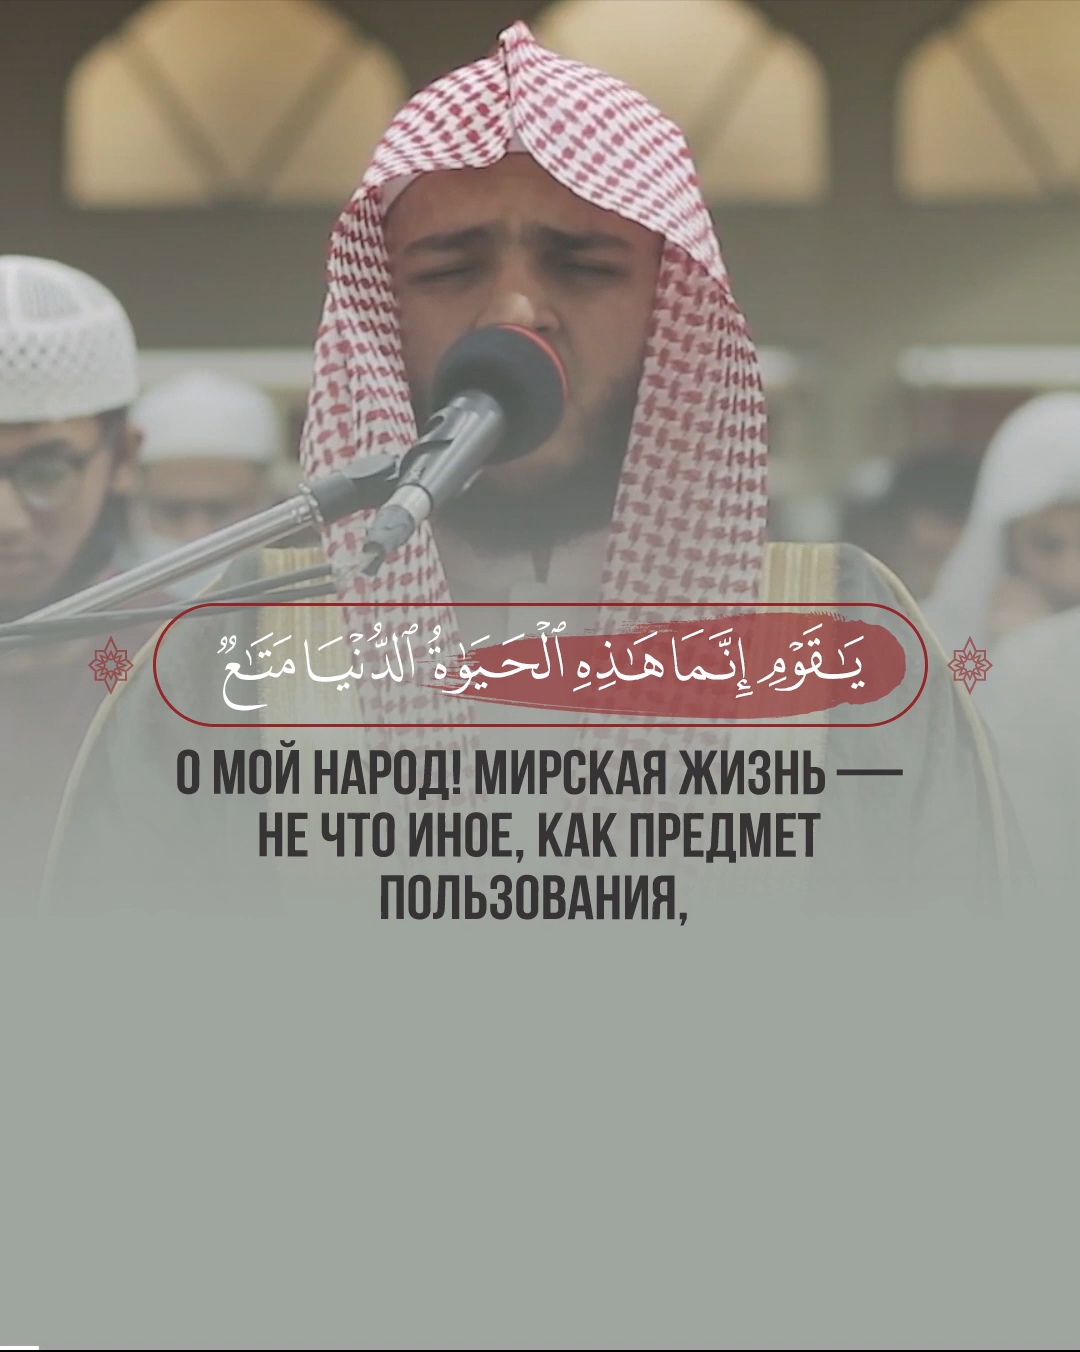 يَـٰقَوْمِ إِنَّمَا هَـٰذِهِ ٱلْحَيَوٰةُ ٱلدُّنْيَا مَتَـٰعٌۭ
О МОЙ НАРОД! МИРСКАЯ ЖИЗНЬ —
НЕ ЧТО ИНОЕ, КАК ПРЕДМЕТ
ПОЛЬЗОВАНИЯ,